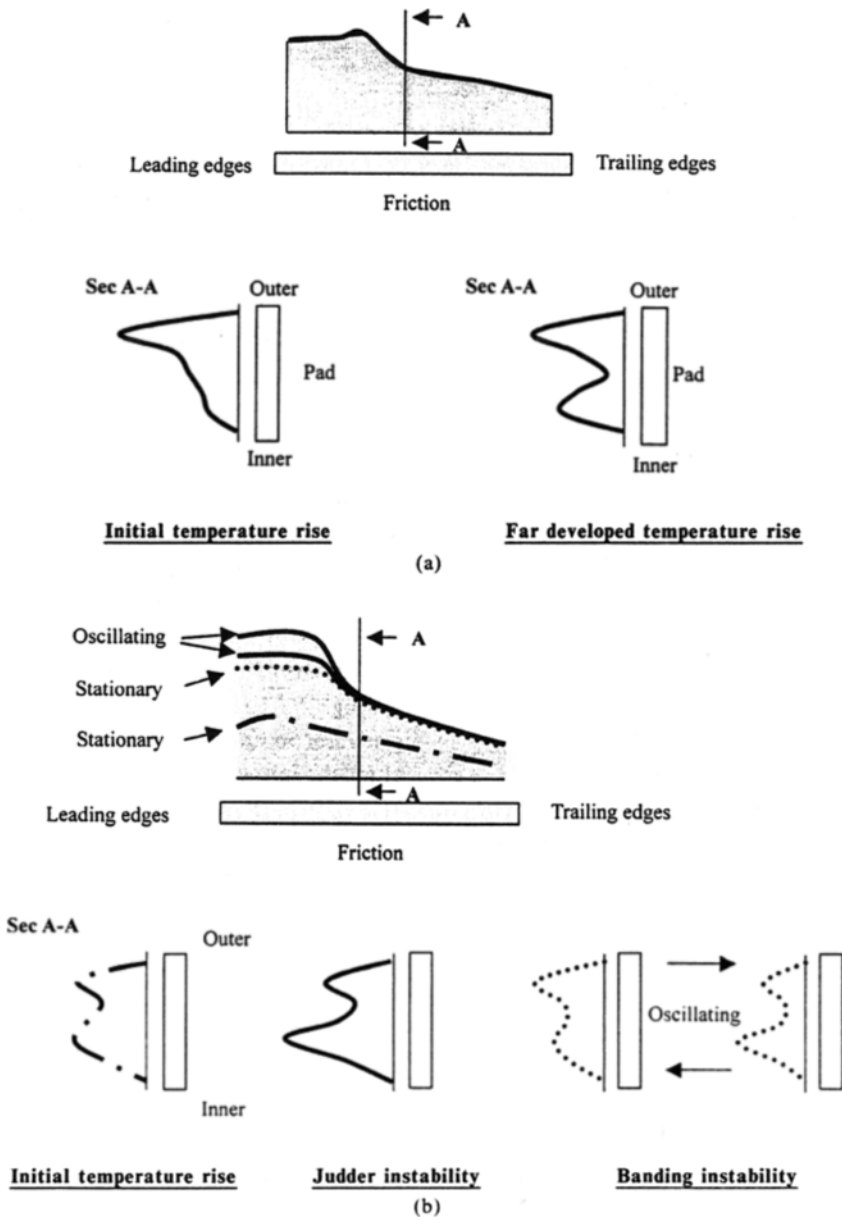 A
A
Leading edges
Trailing edges
Friction
Sec A-A
Outer
Pad
Inner
Sec A-A
Outer
Pad
Inner
Initial temperature rise
Far developed temperature rise
(a)
Oscillating
Stationary
Stationary
A
A
Leading edges
Trailing edges
Friction
Sec A-A
Outer
Inner
Oscillating
Initial temperature rise
Judder instability
Banding instability
(b)